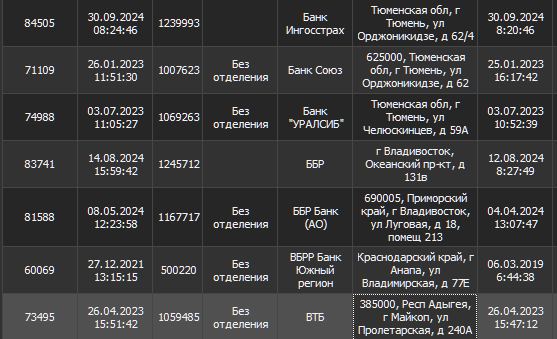 84505 30.09.2024 08:24:46 1239993 Банк Ингосстрах Тюменская обл, г Тюмень, ул Орджоникидзе, д 62/4 30.09.2024 8:20:46
71109 26.01.2023 11:51:30 1007623 Без отделения Банк Союз 625000, Тюменская обл, г Тюмень, ул Орджоникидзе, д 62 25.01.2023 16:17:42
74988 03.07.2023 11:05:27 1069263 Без отделения Банк "УРАЛСИБ" Тюменская обл, г Тюмень, ул Челюскинцев, д 59А 03.07.2023 10:52:39
83741 14.08.2024 15:59:42 1245712 ББР г Владивосток, Океанский пр-кт, д 131в 12.08.2024 8:27:49
81588 08.05.2024 12:23:58 1167717 Без отделения ББР Банк (АО) 690005, Приморский край, г Владивосток, ул Луговая, д 18, помещ 213 04.04.2024 13:07:47
60069 27.12.2021 13:15:15 500220 Без отделения ВБРР Банк Южный регион Краснодарский край, г Анапа, ул Владимирская, д 77Е 06.03.2019 6:44:38
73495 26.04.2023 15:51:42 1059485 Без отделения ВТБ 385000, Респ Адыгея, г Майкоп, ул Пролетарская, д 240А 26.04.2023 15:47:12